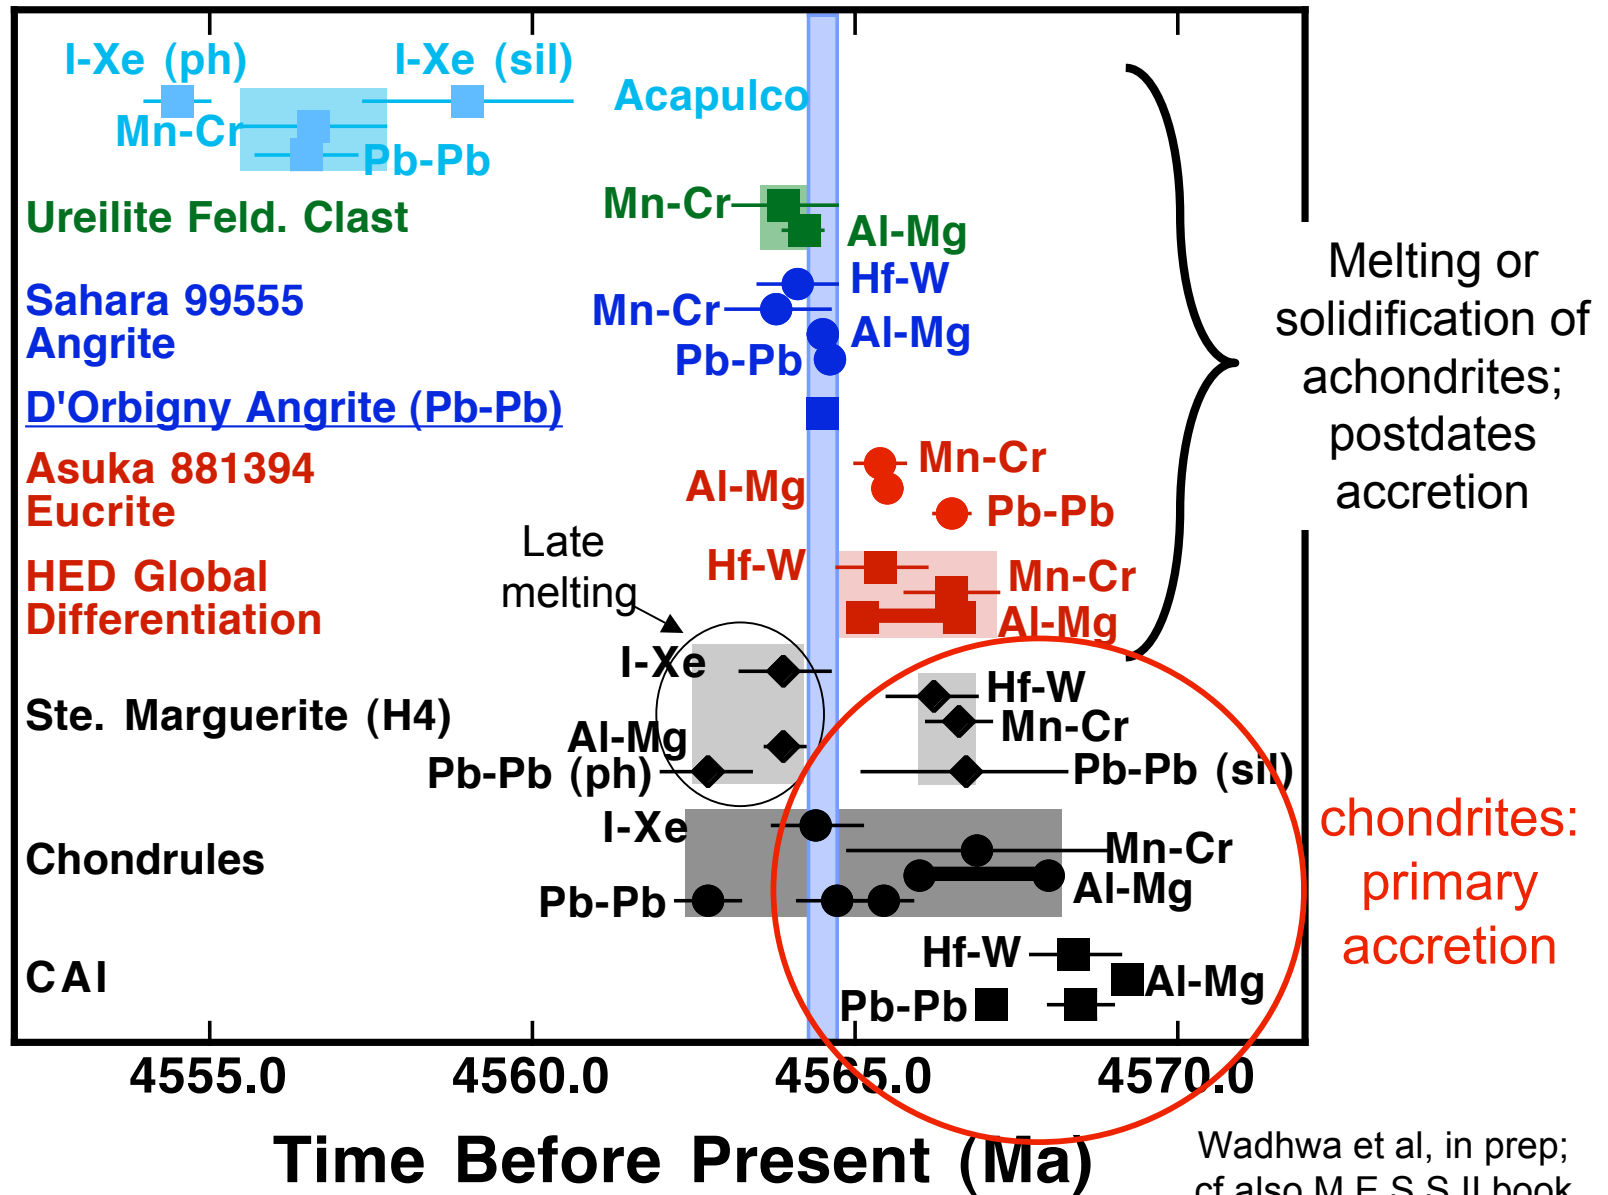 I-Xe (ph)
I-Xe (sil)
Acapulco
Mn-Cr
Pb-Pb
Ureilite Feld. Clast
Mn-Cr
Al-Mg
Sahara 99555
Angrite
Hf-W
Mn-Cr
Al-Mg
Pb-Pb
D'Orbigny Angrite (Pb-Pb)
Asuka 881394
Eucrite
Mn-Cr
Al-Mg
Pb-Pb
HED Global
Differentiation
Hf-W
Mn-Cr
Al-Mg
Late
melting
Melting or
solidification of
achondrites;
postdates
accretion
Ste. Marguerite (H4)
I-Xe
Al-Mg
Pb-Pb (ph)
Hf-W
Mn-Cr
Pb-Pb (sil)
Chondrules
I-Xe
Pb-Pb
Mn-Cr
Al-Mg
chondrites:
primary
accretion
CAI
Hf-W
Al-Mg
Pb-Pb
4555.0
4560.0
4565.0
4570.0
Time Before Present (Ma)
Wadhwa et al, in prep;
cf also M.E.S.S.II book